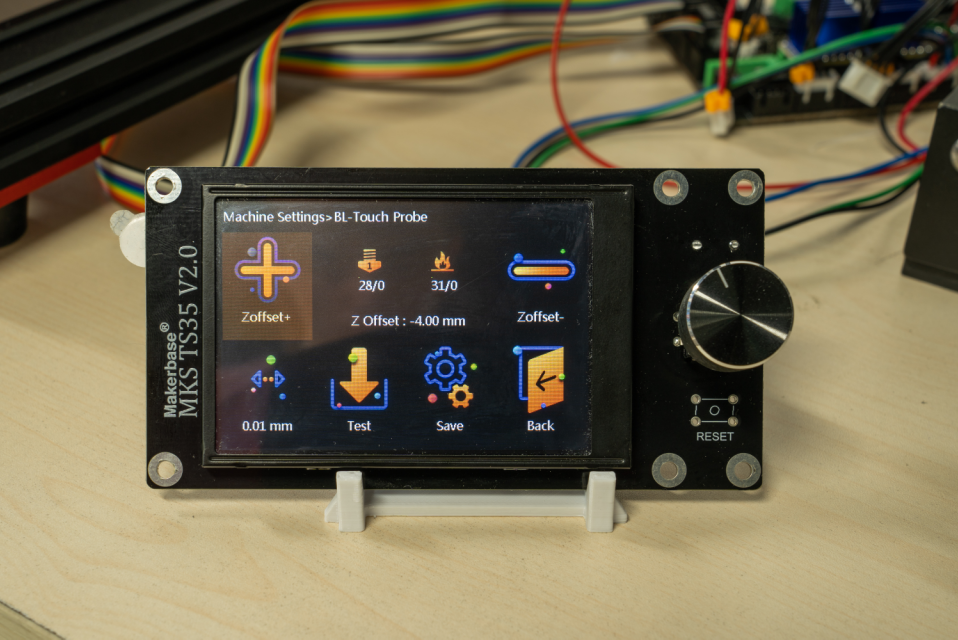 Machine Settings>BL-Touch Probe
Zoffset+
28/0
31/0
Z Offset : -4.00 mm
Zoffset-
0.01 mm
Test
Save
Back
Makerbase®
MKS TS35 V2.0
RESET